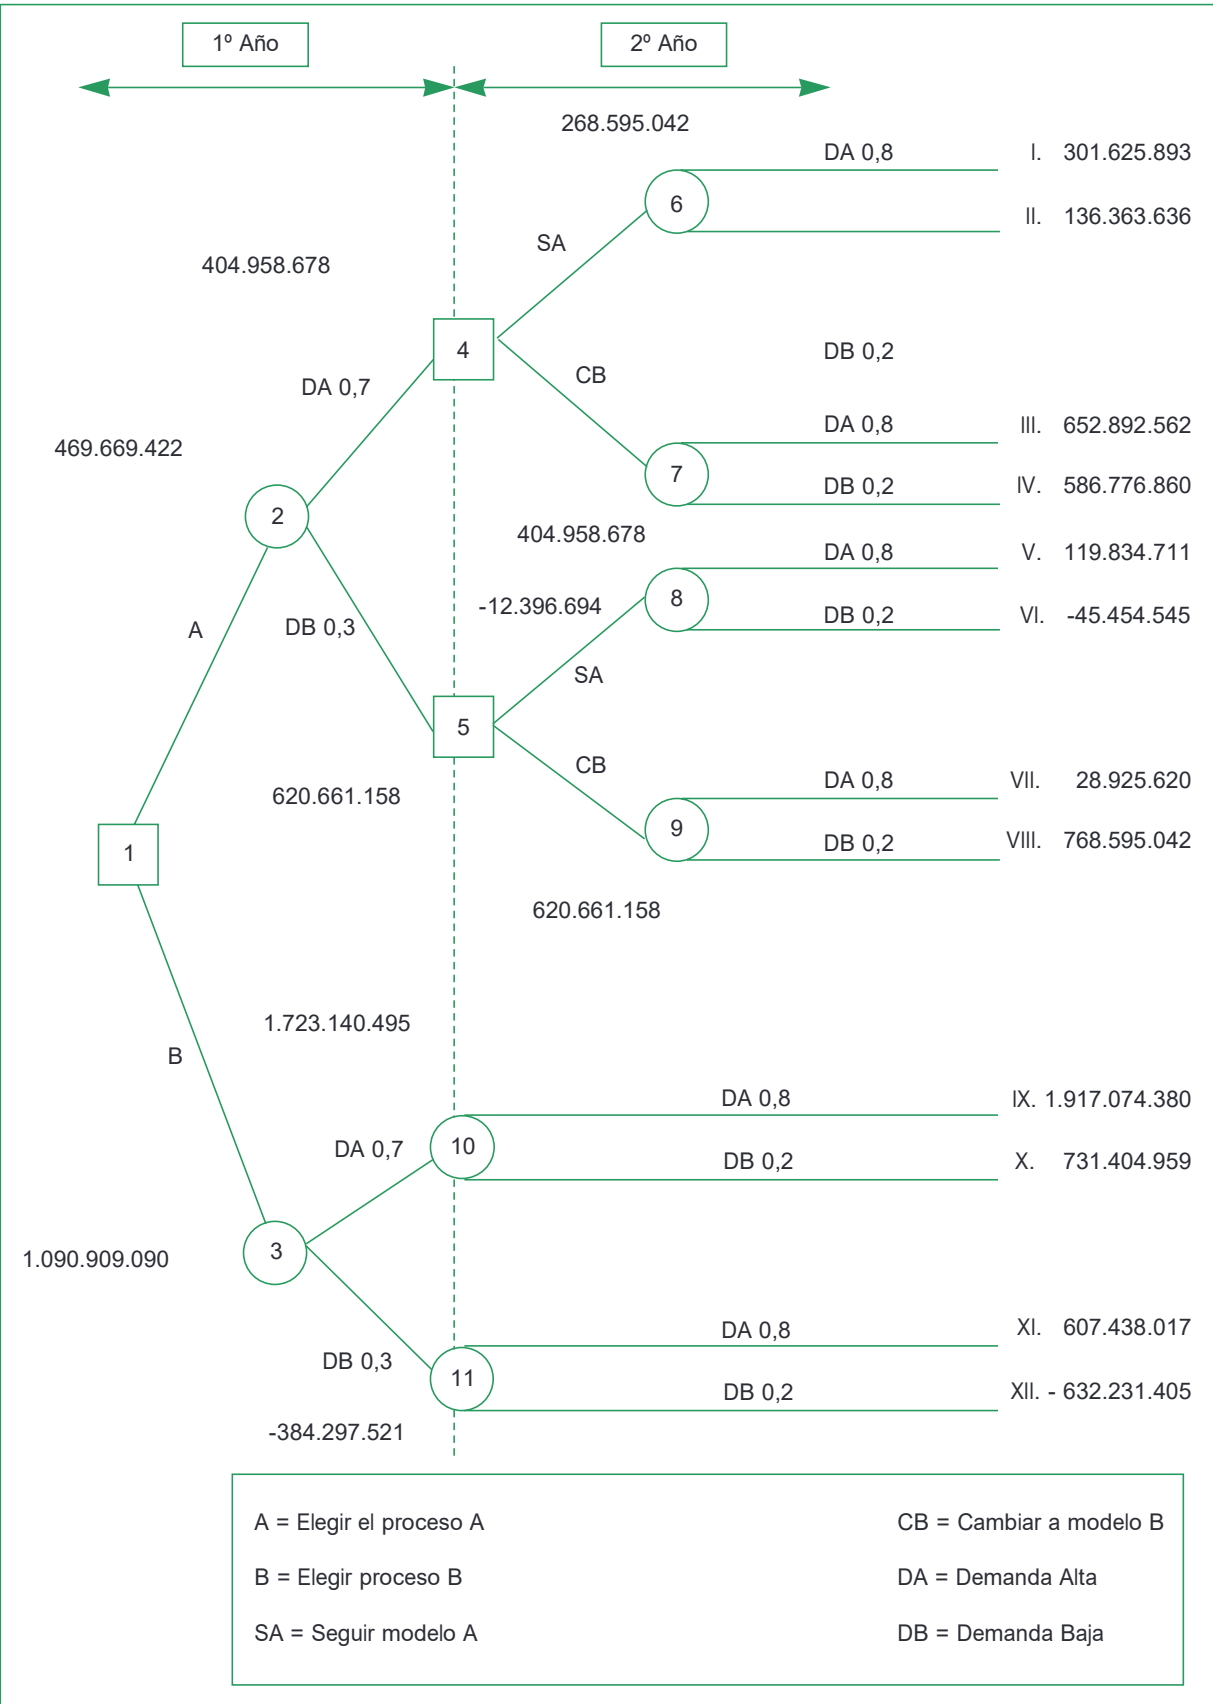 1º Año
2º Año
268.595.042
DA 0,8
I. 301.625.893
6
II. 136.363.636
SA
404.958.678
4
DB 0,2
CB
DA 0,7
DA 0,8
III. 652.892.562
469.669.422
7
DB 0,2
IV. 586.776.860
2
404.958.678
DA 0,8
V. 119.834.711
-12.396.694
8
DB 0,2
VI. -45.454.545
A
DB 0,3
SA
5
CB
DA 0,8
VII. 28.925.620
620.661.158
9
DB 0,2
VIII. 768.595.042
1
620.661.158
1.723.140.495
B
DA 0,8
IX. 1.917.074.380
DA 0,7
10
DB 0,2
X. 731.404.959
3
1.090.909.090
DA 0,8
XI. 607.438.017
DB 0,3
11
DB 0,2
XII. - 632.231.405
-384.297.521
A = Elegir el proceso A
CB = Cambiar a modelo B
B = Elegir proceso B
DA = Demanda Alta
SA = Seguir modelo A
DB = Demanda Baja